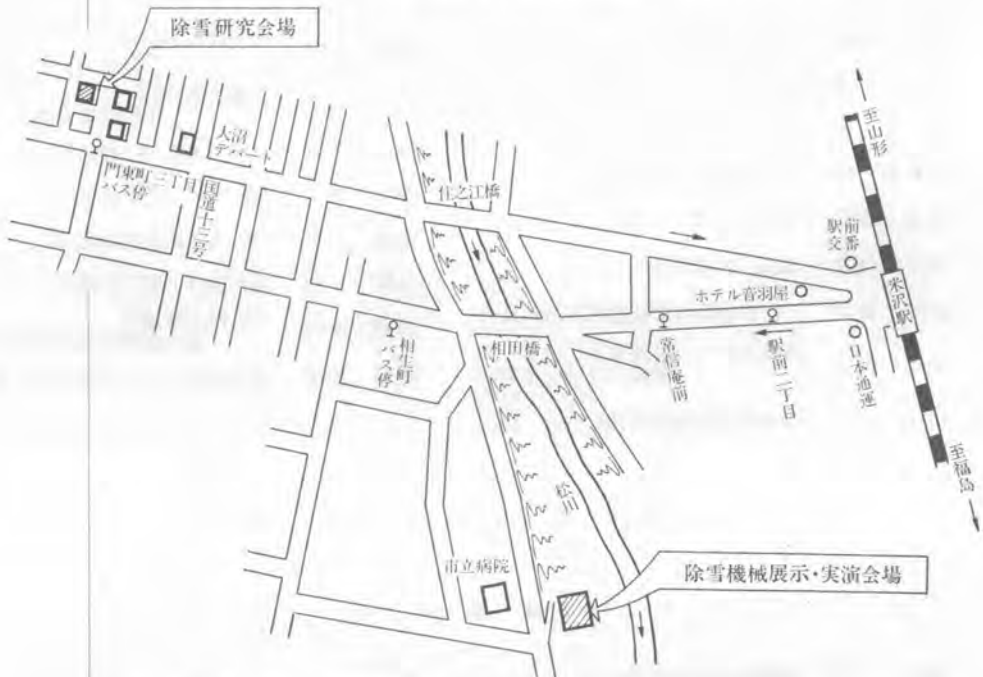 除雪研究会場
大沼
デパート
門東町三丁目
バス停
国道十三号
住之江橋
至山形
駅前
交番
ホテル音羽屋
米沢駅
相生町
バス停
相田橋
常信庵前
駅前二丁目
日本通運
至福島
松川
市立病院
除雪機械展示・実演会場